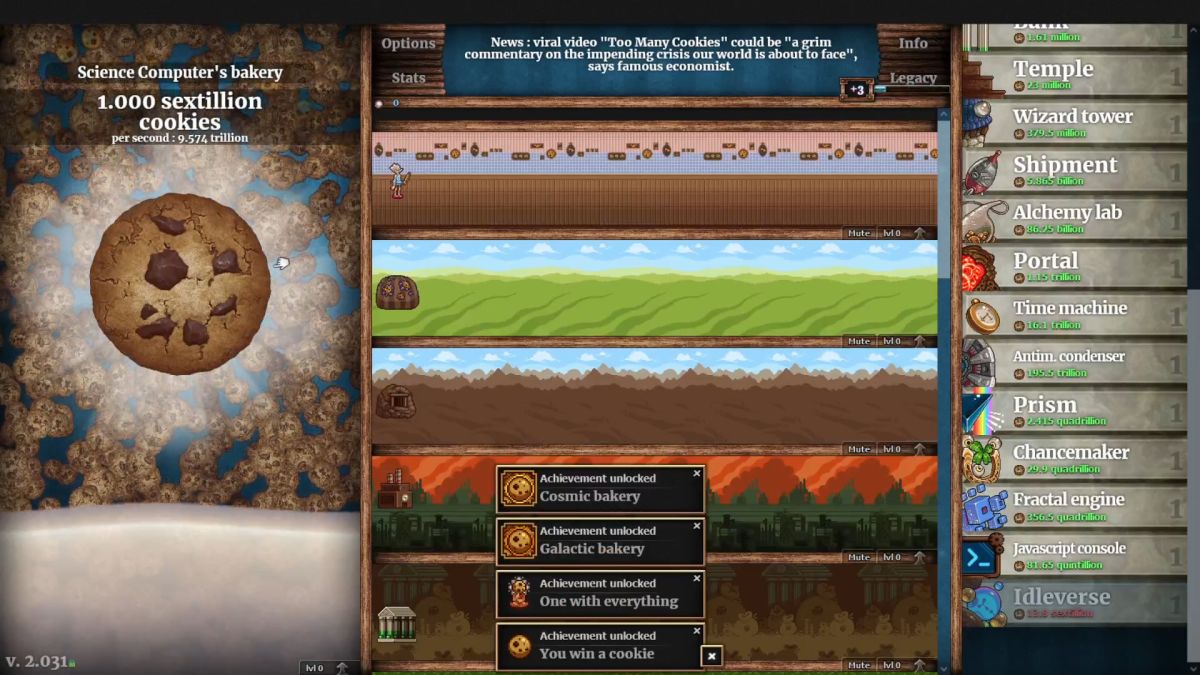 Science Computer's bakery
1.000 sextillion
cookies
per second : 9.574 trillion
v. 2.031
lvl 0
Options
Stats
News : viral video "Too Many Cookies" could be "a grim
commentary on the impending crisis our world is about to face",
says famous economist.
Info
Legacy
+3
0
Mute lvl 0
Mute lvl 0
Mute lvl 0
Mute lvl 0
Mute lvl 0
Achievement unlocked
Cosmic bakery
x
Achievement unlocked
Galactic bakery
x
Achievement unlocked
One with everything
x
Achievement unlocked
You win a cookie
x
x
Bank
1.61 million
1
Temple
23 million
1
Wizard tower
379.5 million
1
Shipment
5.865 billion
1
Alchemy lab
86.25 billion
1
Portal
1.15 trillion
1
Time machine
16.1 trillion
1
Antim. condenser
195.5 trillion
1
Prism
2.415 quadrillion
1
Chancemaker
29.9 quadrillion
1
Fractal engine
356.5 quadrillion
1
Javascript console
81.65 quintillion
1
Idleverse
sextillion
1